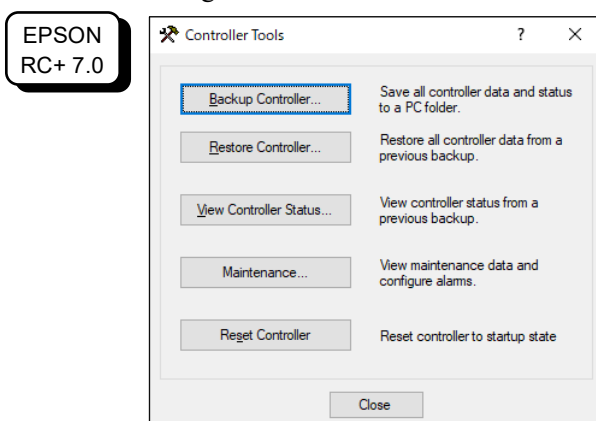 EPSON
RC+ 7.0
Controller Tools
?
Backup Controller...
Save all controller data and status
to a PC folder.
Restore Controller...
Restore all controller data from a
previous backup.
View Controller Status...
View controller status from a
previous backup.
Maintenance...
View maintenance data and
configure alarms.
Reset Controller
Reset controller to startup state
Close